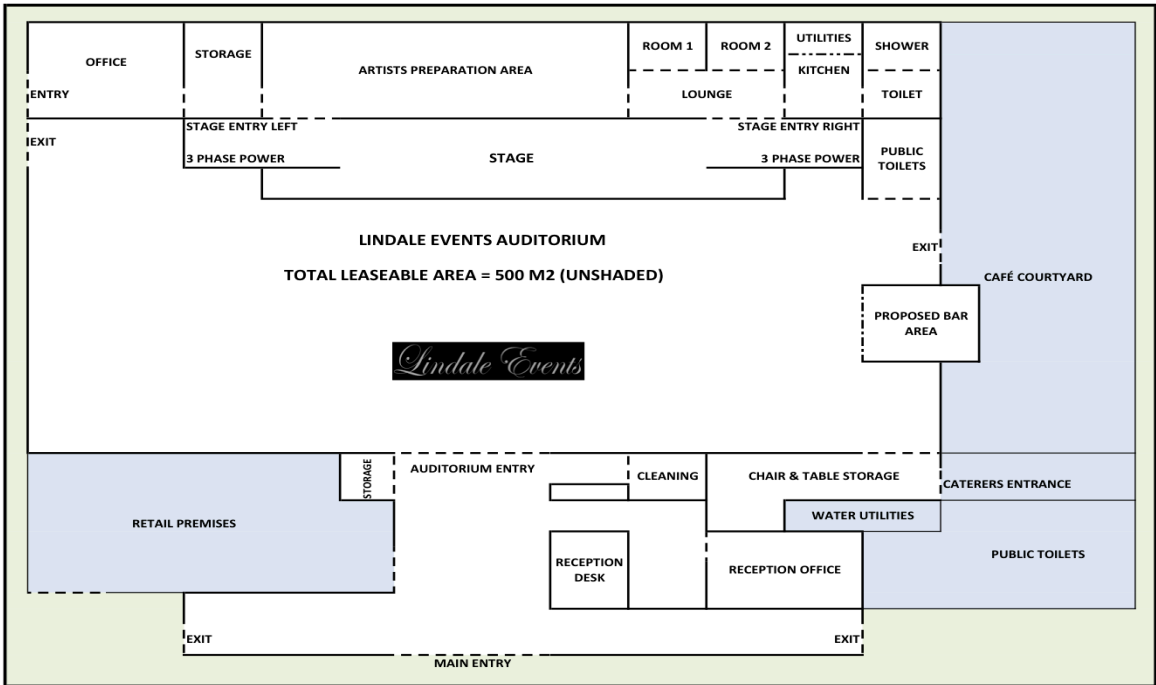 OFFICE
STORAGE
ARTISTS PREPARATION AREA
ROOM 1
ROOM 2
UTILITIES
KITCHEN
SHOWER
ENTRY
LOUNGE
TOILET
EXIT
STAGE ENTRY LEFT
STAGE ENTRY RIGHT
3 PHASE POWER
STAGE
3 PHASE POWER
PUBLIC
TOILETS
LINDALE EVENTS AUDITORIUM
EXIT
TOTAL LEASEABLE AREA = 500 M2 (UNSHADED)
CAFÉ COURTYARD
PROPOSED BAR
AREA
Lindale Events
STORAGE
AUDITORIUM ENTRY
CLEANING
CHAIR & TABLE STORAGE
CATERERS ENTRANCE
RETAIL PREMISES
WATER UTILITIES
PUBLIC TOILETS
RECEPTION
DESK
RECEPTION OFFICE
EXIT
EXIT
MAIN ENTRY